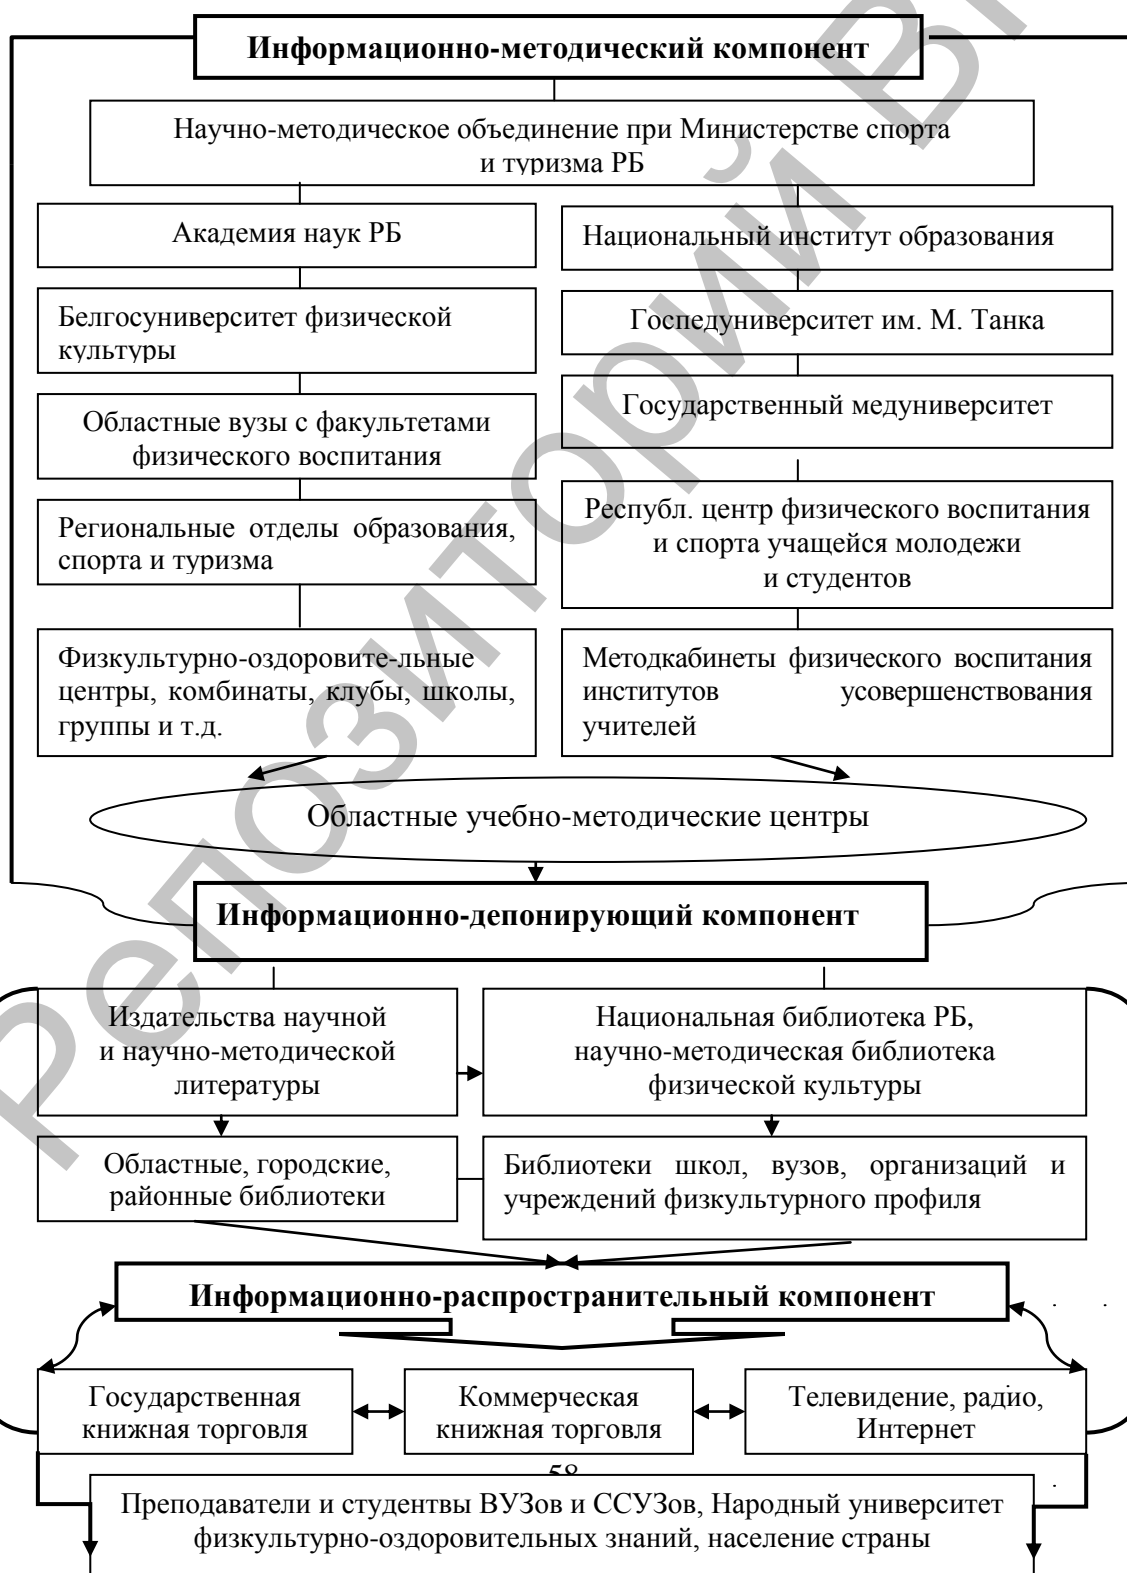 Информационно-методический компонент
Научно-методическое объединение при Министерстве спорта
и туризма РБ
Академия наук РБ
Национальный институт образования
Белгосуниверситет физической
культуры
Госпедуниверситет им. М. Танка
Областные вузы с факультетами
физического воспитания
Государственный медуниверситет
Региональные отделы образования,
спорта и туризма
Республ. центр физического воспитания
и спорта учащейся молодежи
и студентов
Физкультурно-оздоровите-льные
центры, комбинаты, клубы, школы,
группы и т.д.
Методкабинеты физического воспитания
институтов усовершенствования
учителей
Областные учебно-методические центры
Информационно-депонирующий компонент
Издательства научной
и научно-методической
литературы
Национальная библиотека РБ,
научно-методическая библиотека
физической культуры
Областные, городские,
районные библиотеки
Библиотеки школ, вузов, организаций и
учреждений физкультурного профиля
Информационно-распространительный компонент
Государственная
книжная торговля
Коммерческая
книжная торговля
Телевидение, радио,
Интернет
58
Преподаватели и студентвы ВУЗов и ССУЗов, Народный университет
физкультурно-оздоровительных знаний, население страны
Репозиторий